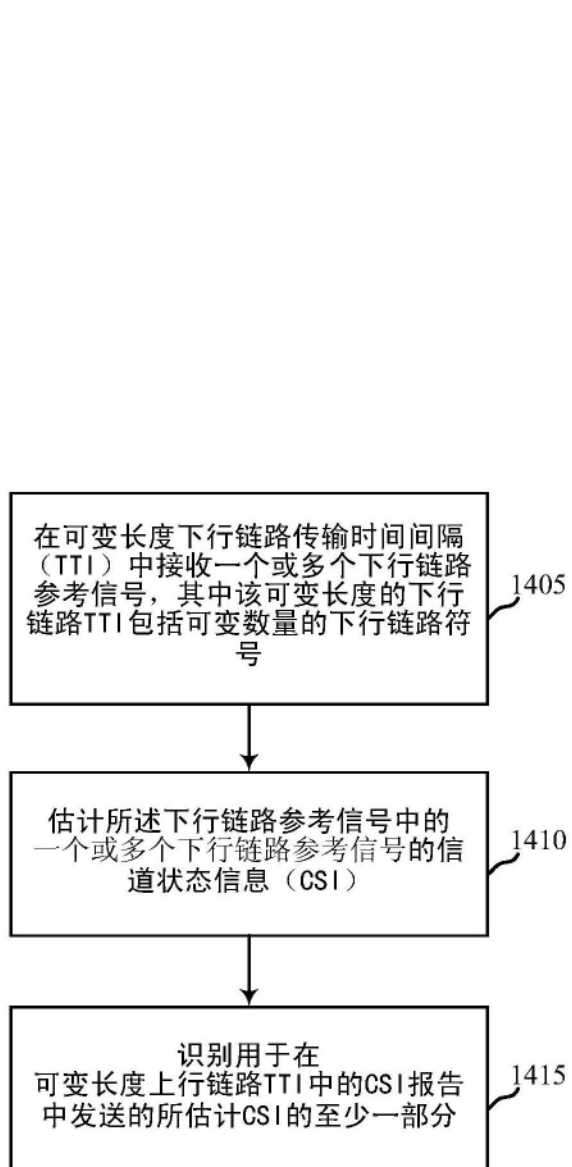 在可变长度下行链路传输时间间隔
（TTI）中接收一个或多个下行链路
参考信号，其中该可变长度的下行
链路TTI包括可变数量的下行链路符
号
1405
估计所述下行链路参考信号中的
一个或多个下行链路参考信号的信
道状态信息（CSI）
1410
识别用于在
可变长度上行链路TTI中的CSI报告
中发送的所估计CSI的至少一部分
1415